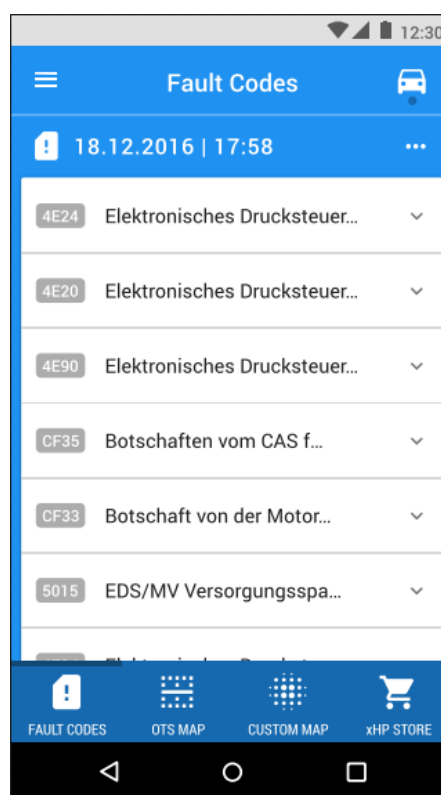 12:30
Fault Codes
18.12.2016 | 17:58
4E24 Elektronisches Drucksteuer...
4E20 Elektronisches Drucksteuer...
4E90 Elektronisches Drucksteuer...
CF35 Botschaften vom CAS f...
CF33 Botschaft von der Motor...
5015 EDS/MV Versorgungsspa...
FAULT CODES OTS MAP CUSTOM MAP xHP STORE